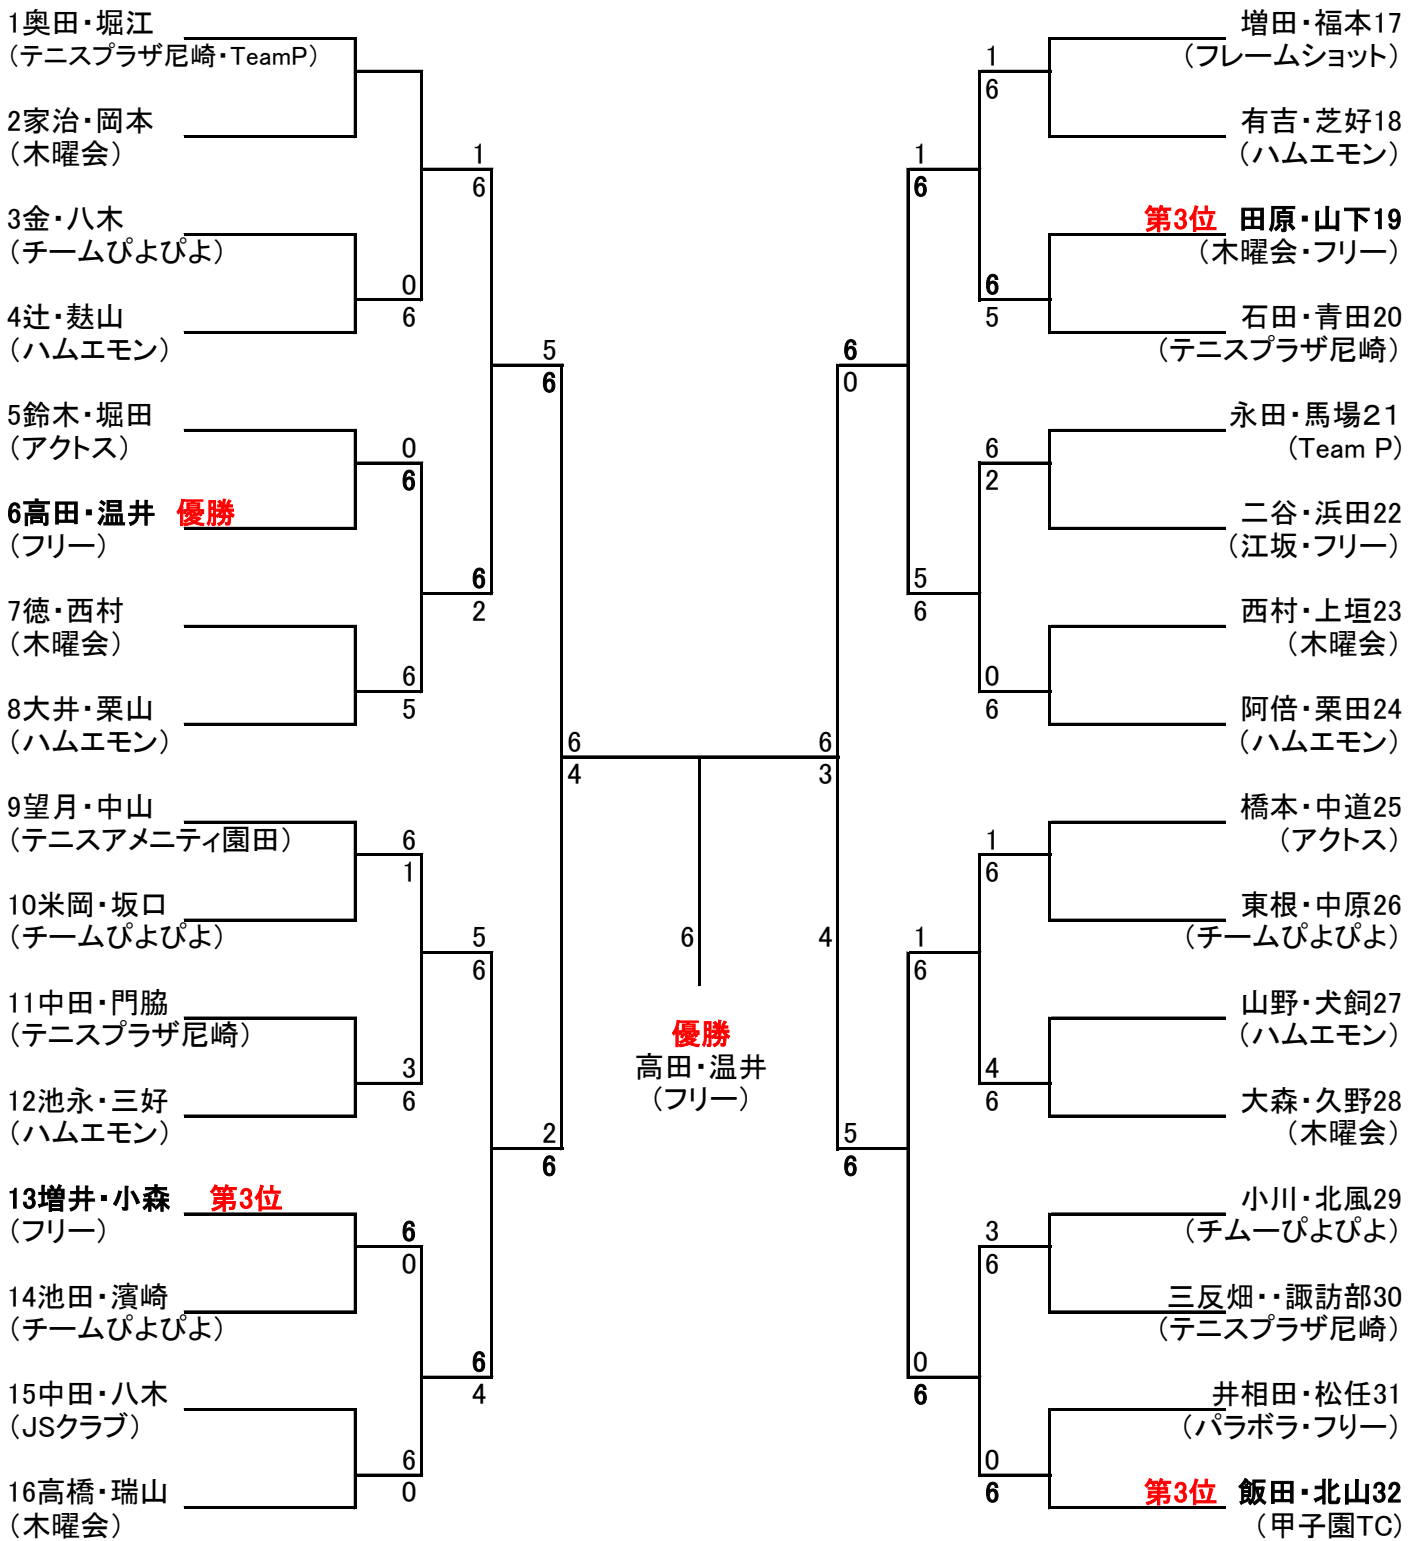 1奥田・堀江
（テニスプラザ尼崎・TeamP）
2家治・岡本
（木曜会）
1
6
3金・八木
（チームぴよぴよ）
0
6
4辻・麸山
（ハムエモン）
5
6
5鈴木・堀田
（アクトス）
0
6
6高田・温井 優勝
（フリー）
6
2
7徳・西村
（木曜会）
6
5
8大井・栗山
（ハムエモン）
6
4
9望月・中山
（テニスアメニティ園田）
6
1
10米岡・坂口
（チームぴよぴよ）
5
6
11中田・門脇
（テニスプラザ尼崎）
3
6
12池永・三好
（ハムエモン）
2
6
13増井・小森 第3位
（フリー）
6
0
14池田・濱崎
（チームぴよぴよ）
6
4
15中田・八木
（JSクラブ）
6
0
16高橋・瑞山
（木曜会）
6
4
優勝
高田・温井
（フリー）
増田・福本17
（フレームショット）
1
6
有吉・芝好18
（ハムエモン）
1
6
第3位 田原・山下19
（木曜会・フリー）
6
5
石田・青田20
（テニスプラザ尼崎）
6
0
永田・馬場２１
（Team P）
6
2
二谷・浜田22
（江坂・フリー）
5
6
西村・上垣23
（木曜会）
0
6
阿倍・栗田24
（ハムエモン）
6
3
橋本・中道25
（アクトス）
1
6
東根・中原26
（チームぴよぴよ）
1
6
山野・犬飼27
（ハムエモン）
4
6
大森・久野28
（木曜会）
5
6
小川・北風29
（チムーぴよぴよ）
3
6
三反畑・・諏訪部30
（テニスプラザ尼崎）
0
6
井相田・松任31
（パラボラ・フリー）
0
6
第3位 飯田・北山32
（甲子園TC）